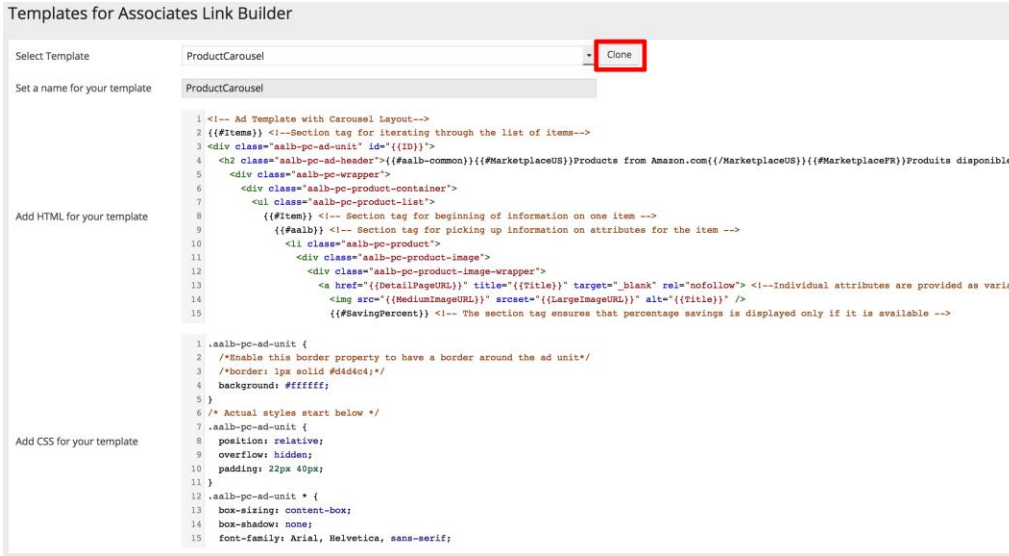 Templates for Associates Link Builder
Select Template
ProductCarousel
Clone
Set a name for your template
ProductCarousel
Add HTML for your template
1 <!-- Ad Template with Carousel Layout-->
2 {{#Items}} <!--Section tag for iterating through the list of items-->
3 <div class="aalb-pc-ad-unit" id="{{ID}}">
4 <h2 class="aalb-pc-ad-header">{{#aalb-common}}{{#MarketplaceUS}}Products from Amazon.com{{/MarketplaceUS}}{{#MarketplaceFR}}Produits disponible
5 <div class="aalb-pc-wrapper">
6 <div class="aalb-pc-product-container">
7 <ul class="aalb-pc-product-list">
8 {{#Item}} <!-- Section tag for beginning of information on one item -->
9 {{#aalb}} <!-- Section tag for picking up information on attributes for the item -->
10 <li class="aalb-pc-product">
11 <div class="aalb-pc-product-image">
12 <div class="aalb-pc-product-image-wrapper">
13 <a href="{{DetailPageURL}}" title="{{Title}}" target="_blank" rel="nofollow"> <!--Individual attributes are provided as varia
14 <img src="{{MediumImageURL}}" srcset="{{LargeImageURL}}" alt="{{Title}}" />
15 {{#SavingPercent}} <!-- The section tag ensures that percentage savings is displayed only if it is available -->
Add CSS for your template
1 .aalb-pc-ad-unit {
2 /*Enable this border property to have a border around the ad unit*/
3 /*border: 1px solid #d4d4c4;*/
4 background: #ffffff;
5 }
6 /* Actual styles start below */
7 .aalb-pc-ad-unit {
8 position: relative;
9 overflow: hidden;
10 padding: 22px 40px;
11 }
12 .aalb-pc-ad-unit * {
13 box-sizing: content-box;
14 box-shadow: none;
15 font-family: Arial, Helvetica, sans-serif;